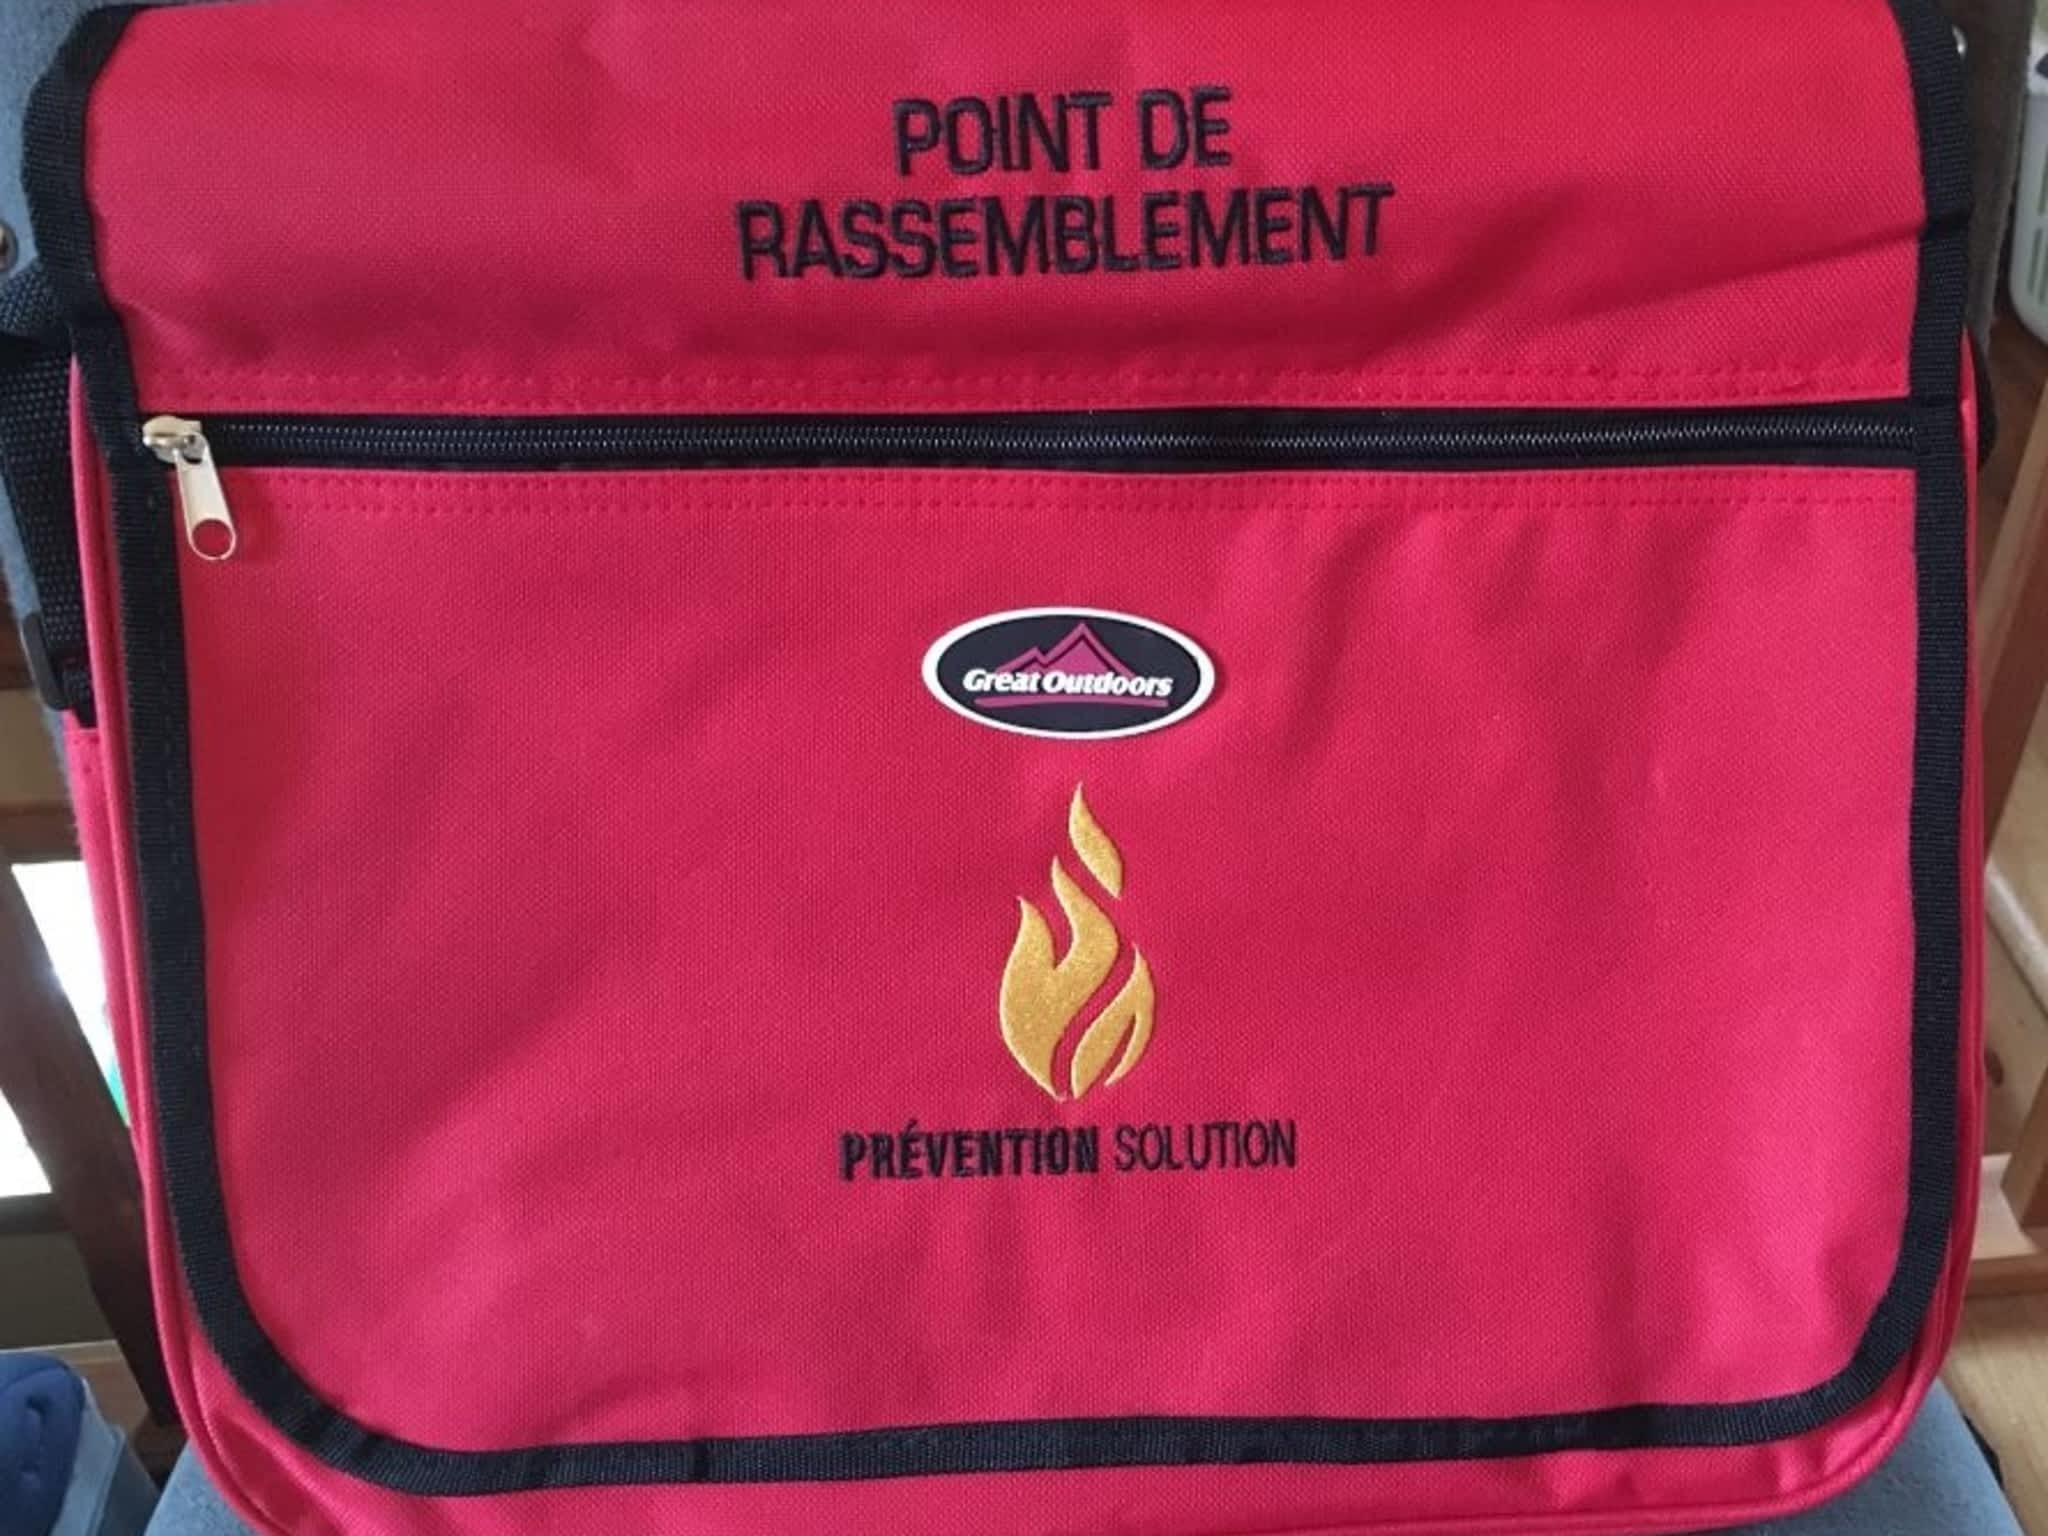 POINT DE
RASSEMBLEMENT
Great Outdoors
PRÉVENTION SOLUTION